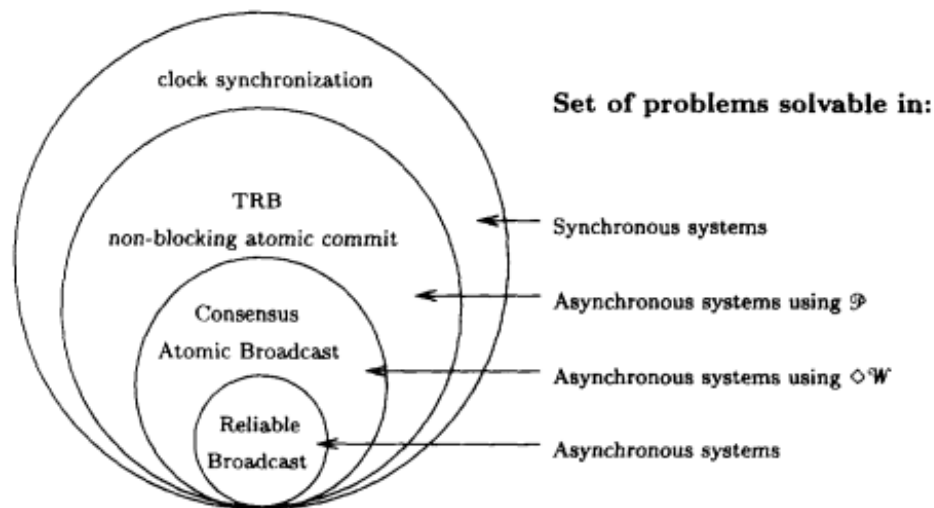 clock synchronization
Set of problems solvable in:
TRB
non-blocking atomic commit
Synchronous systems
Asynchronous systems using 𝒫
Consensus
Atomic Broadcast
Asynchronous systems using ◇𝒲
Reliable
Broadcast
Asynchronous systems